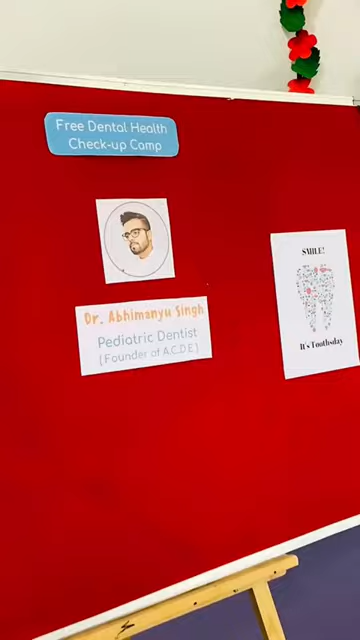 Free Dental Health
Check-up Camp
Dr. Abhimanyu Singh
Pediatric Dentist
(Founder of A.C.D.E)
SMILE!
It's Toothsday